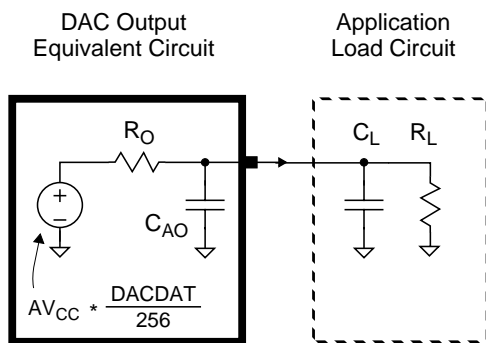 DAC Output
Equivalent Circuit
Application
Load Circuit
RO
CL
RL
+
−
CAO
AVCC * DACDAT
256